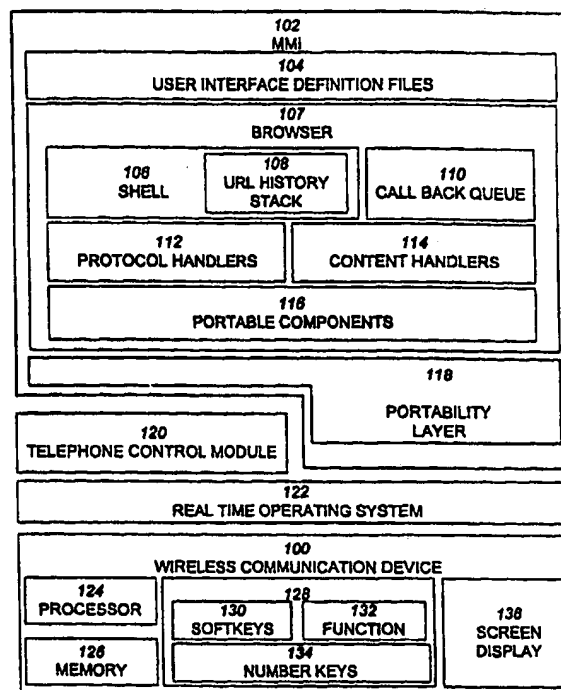 102
MMI
104
USER INTERFACE DEFINITION FILES
107
BROWSER
106
SHELL
108
URL HISTORY
STACK
110
CALL BACK QUEUE
112
PROTOCOL HANDLERS
114
CONTENT HANDLERS
116
PORTABLE COMPONENTS
118
PORTABILITY
LAYER
120
TELEPHONE CONTROL MODULE
122
REAL TIME OPERATING SYSTEM
100
WIRELESS COMMUNICATION DEVICE
124
PROCESSOR
126
MEMORY
128
130
SOFTKEYS
132
FUNCTION
134
NUMBER KEYS
136
SCREEN
DISPLAY